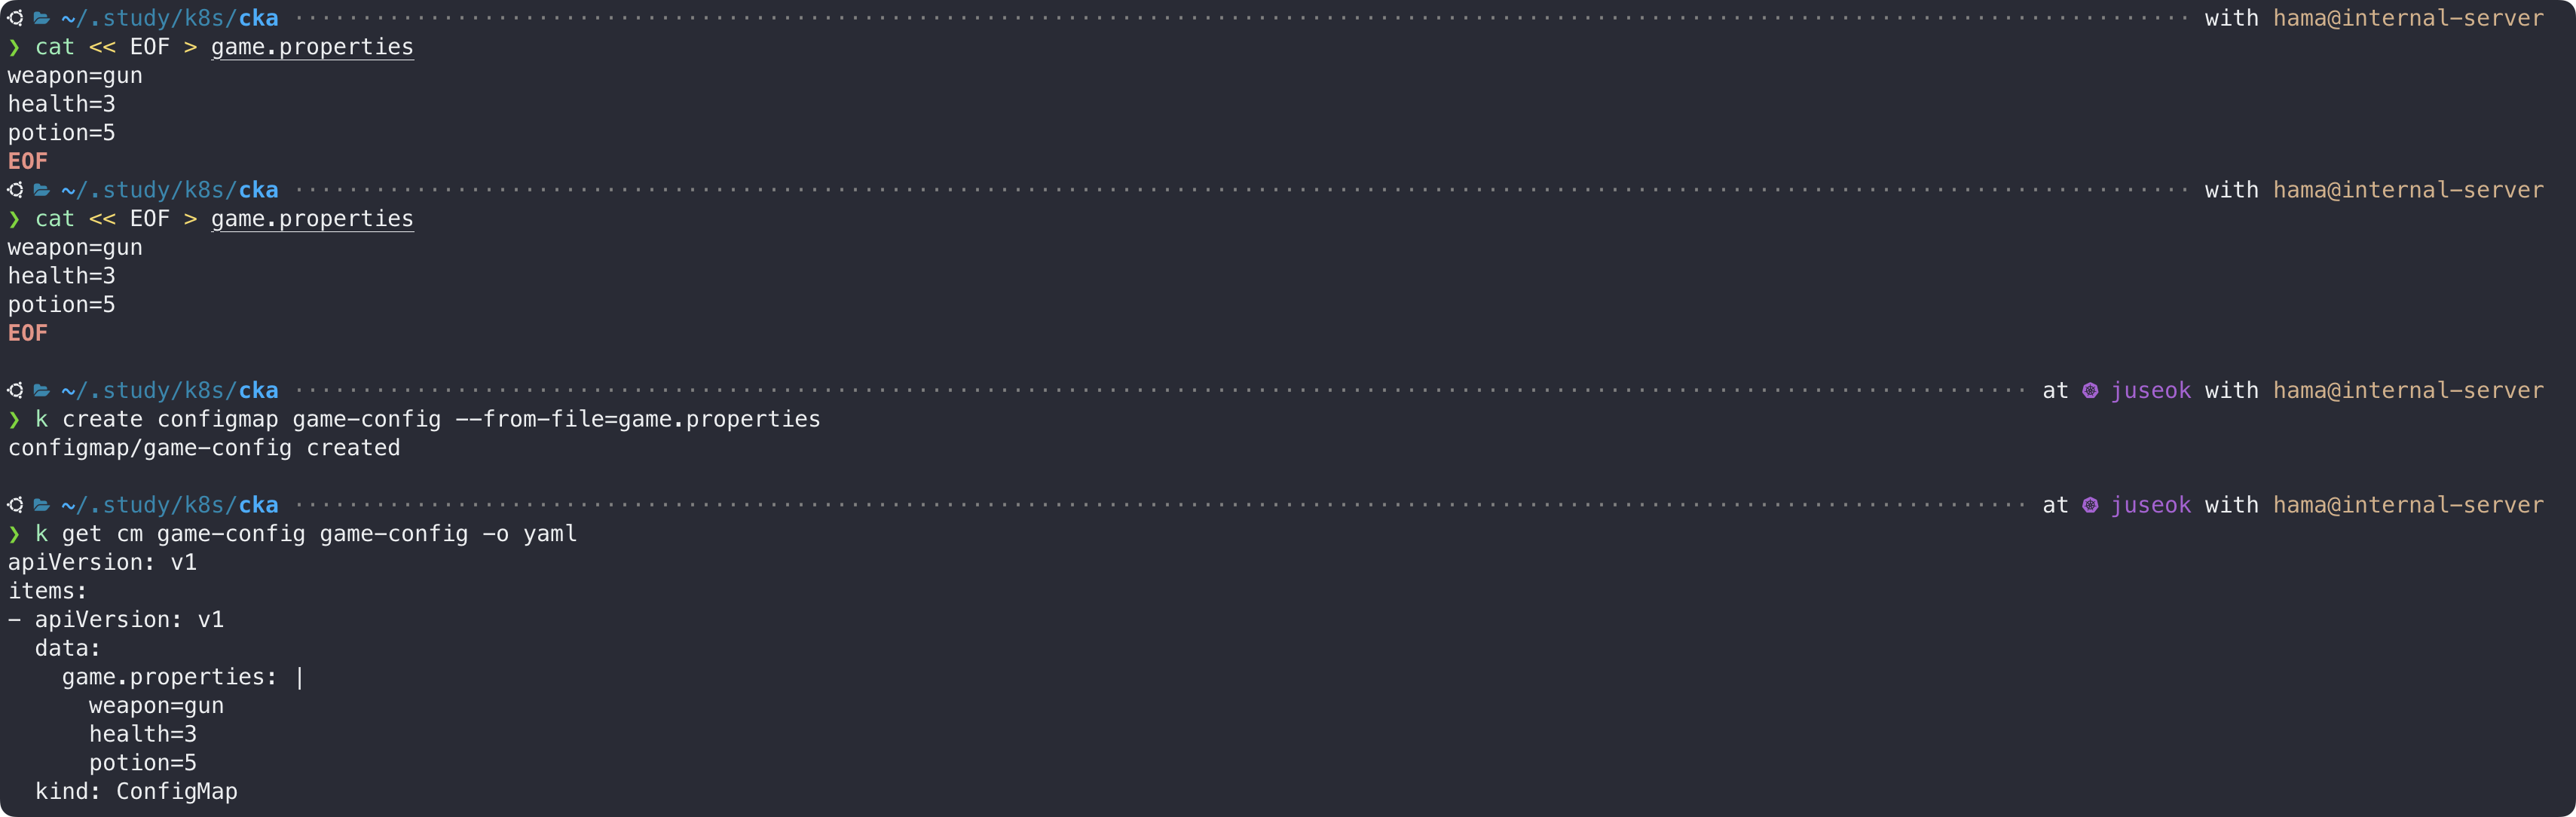 ~/.study/k8s/cka with hama@internal-server
❯ cat << EOF > game.properties
weapon=gun
health=3
potion=5
EOF
~/.study/k8s/cka with hama@internal-server
❯ cat << EOF > game.properties
weapon=gun
health=3
potion=5
EOF
~/.study/k8s/cka at juseok with hama@internal-server
❯ k create configmap game-config --from-file=game.properties
configmap/game-config created
~/.study/k8s/cka at juseok with hama@internal-server
❯ k get cm game-config game-config -o yaml
apiVersion: v1
items:
- apiVersion: v1
  data:
    game.properties: |
      weapon=gun
      health=3
      potion=5
  kind: ConfigMap